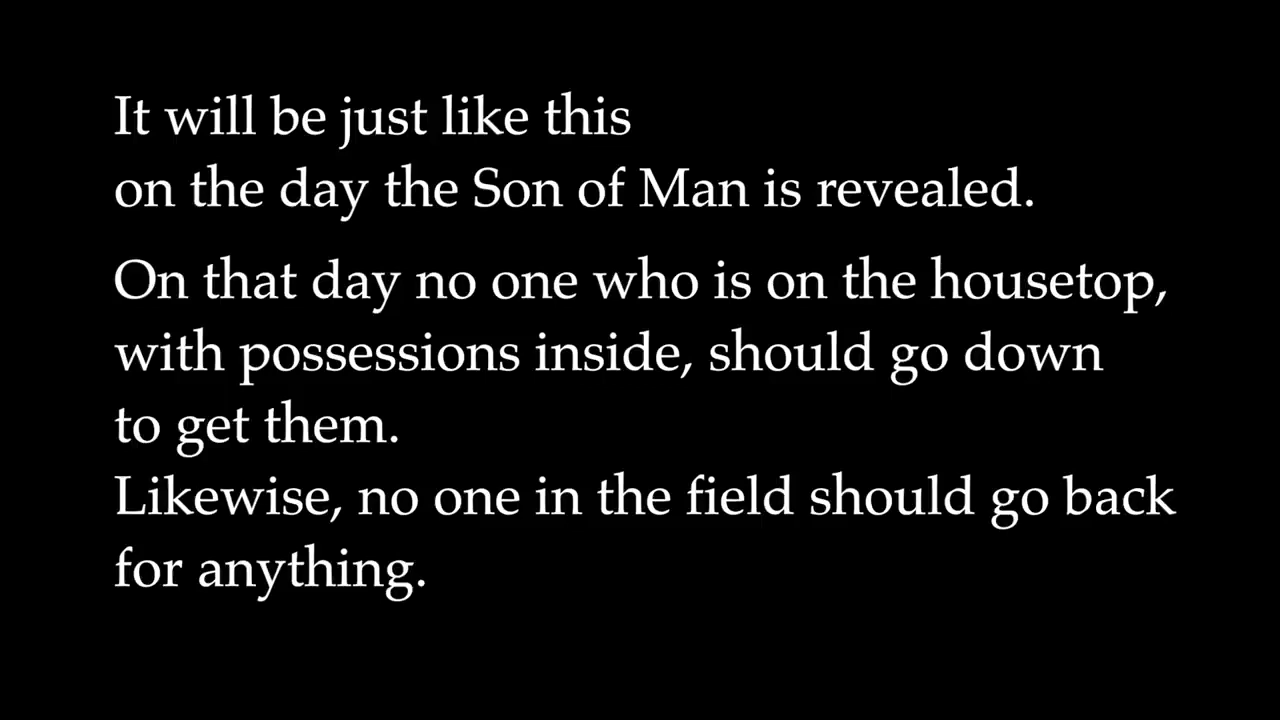 It will be just like this
on the day the Son of Man is revealed.
On that day no one who is on the housetop,
with possessions inside, should go down
to get them.
Likewise, no one in the field should go back
for anything.